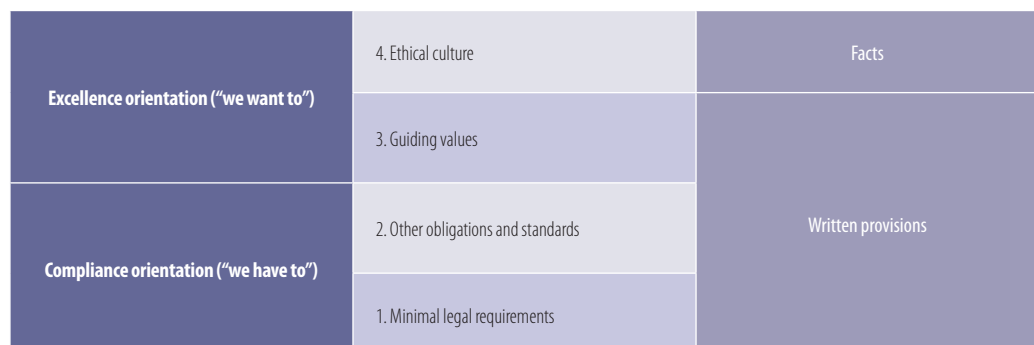 Excellence orientation (“we want to”)
4. Ethical culture
Facts
3. Guiding values
Compliance orientation (“we have to”)
2. Other obligations and standards
Written provisions
1. Minimal legal requirements